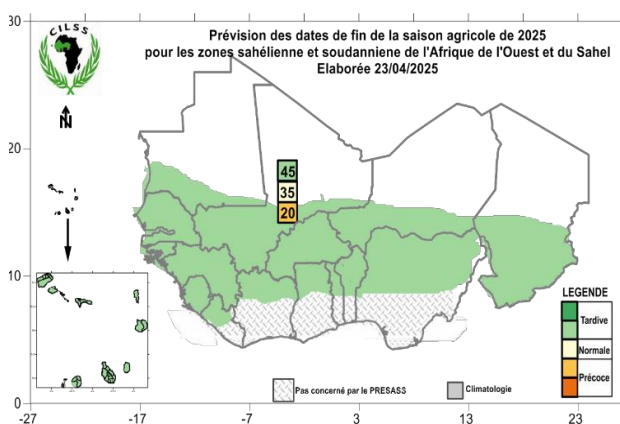 CILSS
Prévision des dates de fin de la saison agricole de 2025
pour les zones sahélienne et soudanniene de l'Afrique de l'Ouest et du Sahel
Elaborée 23/04/2025
N
30
20
10
0
45
35
20
LEGENDE
Tardive
Normale
Précoce
Pas concerné par le PRESASS
Climatologie
-27
-17
-7
3
13
23